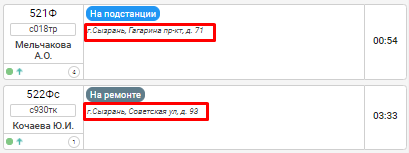 521Ф
с018тр
Мельчакова
А.О.
4
На подстанции
г.Сызрань, Гагарина пр-кт, д. 71
00:54
522Фс
с930тк
Кочаева Ю.И.
1
На ремонте
г.Сызрань, Советская ул, д. 93
03:33